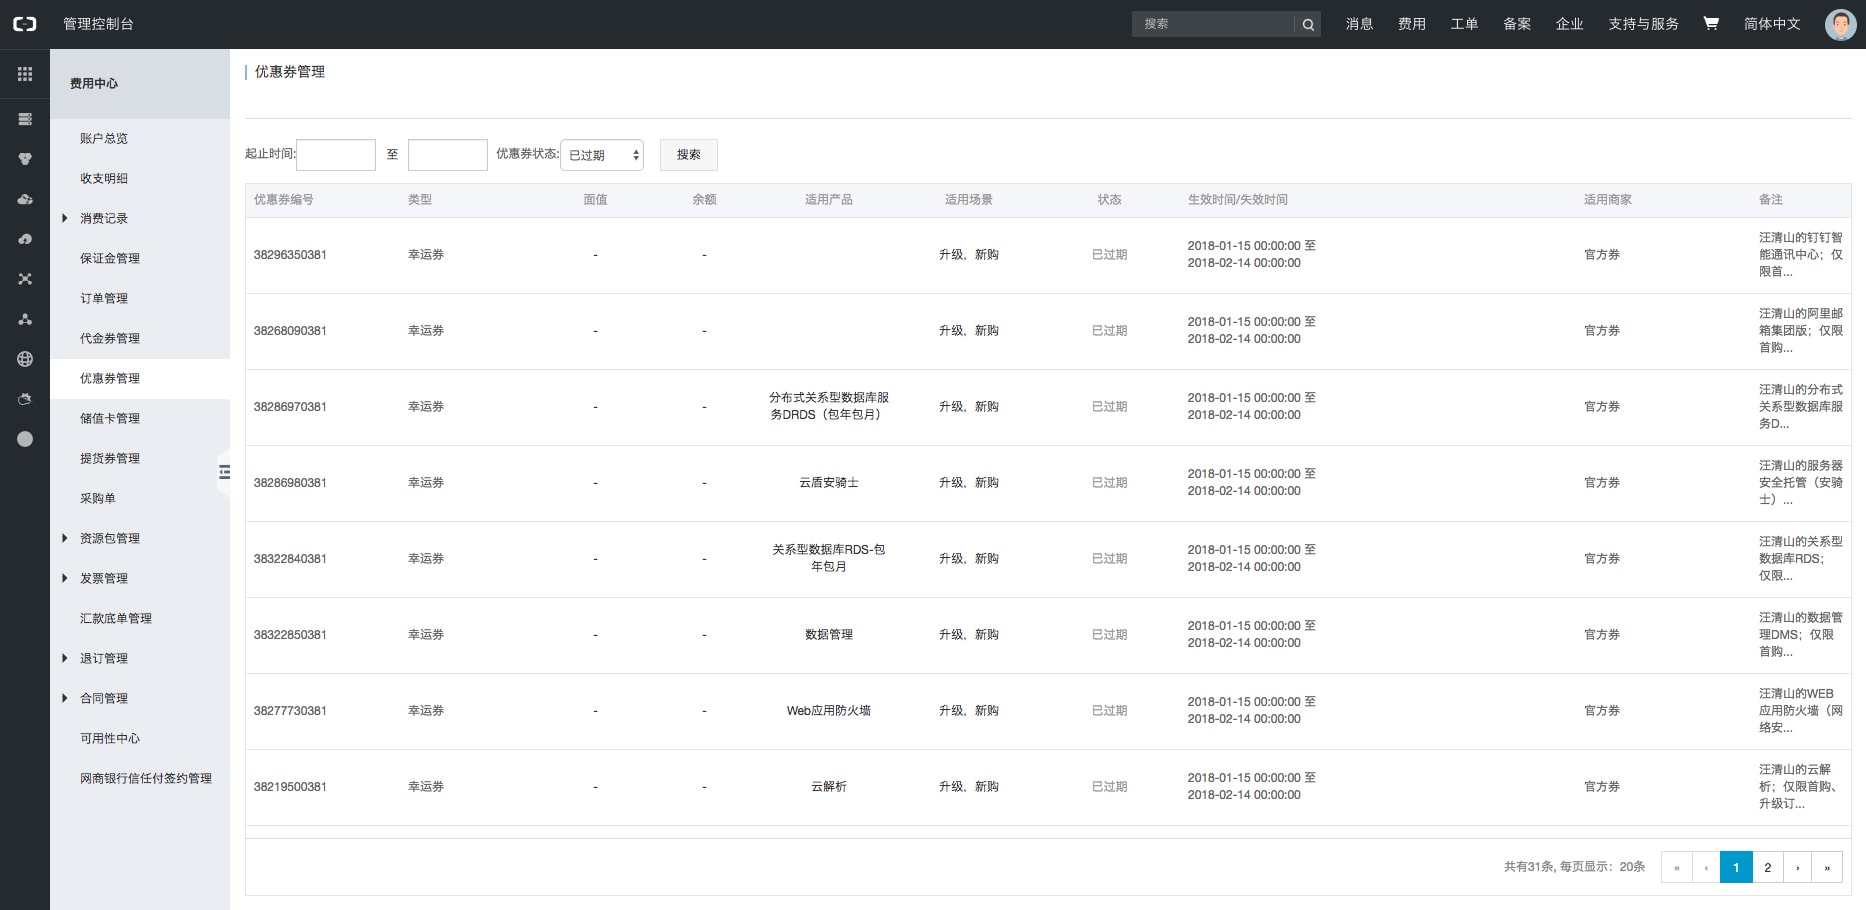 管理控制台
搜索
消息
费用
工单
备案
企业
支持与服务
简体中文
费用中心
账户总览
收支明细
消费记录
保证金管理
订单管理
代金券管理
优惠券管理
储值卡管理
提货券管理
采购单
资源包管理
发票管理
汇款底单管理
退订管理
合同管理
可用性中心
网商银行信任付签约管理
优惠券管理
起止时间: 至 优惠券状态: 已过期 搜索
优惠券编号 类型 面值 余额 适用产品 适用场景 状态 生效时间/失效时间 适用商家 备注
38296350381 幸运券 - - 升级、新购 已过期
2018-01-15 00:00:00 至
2018-02-14 00:00:00
官方券
汪清山的钉钉智
能通讯中心；仅
限首...
38268090381 幸运券 - - 升级、新购 已过期
2018-01-15 00:00:00 至
2018-02-14 00:00:00
官方券
汪清山的阿里邮
箱集团版；仅限
首购...
38286970381 幸运券 - -
分布式关系型数据库服
务DRDS（包年包月）
升级、新购 已过期
2018-01-15 00:00:00 至
2018-02-14 00:00:00
官方券
汪清山的分布式
关系型数据库服
务D...
38286980381 幸运券 - - 云盾安骑士 升级、新购 已过期
2018-01-15 00:00:00 至
2018-02-14 00:00:00
官方券
汪清山的服务器
安全托管（安骑
士）...
38322840381 幸运券 - -
关系型数据库RDS-包
年包月
升级、新购 已过期
2018-01-15 00:00:00 至
2018-02-14 00:00:00
官方券
汪清山的关系型
数据库RDS；
仅限...
38322850381 幸运券 - - 数据管理 升级、新购 已过期
2018-01-15 00:00:00 至
2018-02-14 00:00:00
官方券
汪清山的数据管
理DMS；仅限
首购...
38277730381 幸运券 - - Web应用防火墙 升级、新购 已过期
2018-01-15 00:00:00 至
2018-02-14 00:00:00
官方券
汪清山的WEB
应用防火墙（网
络安...
38219500381 幸运券 - - 云解析 升级、新购 已过期
2018-01-15 00:00:00 至
2018-02-14 00:00:00
官方券
汪清山的云解
析；仅限首购、
升级订...
共有31条, 每页显示：20条 « ‹ 1 2 › »